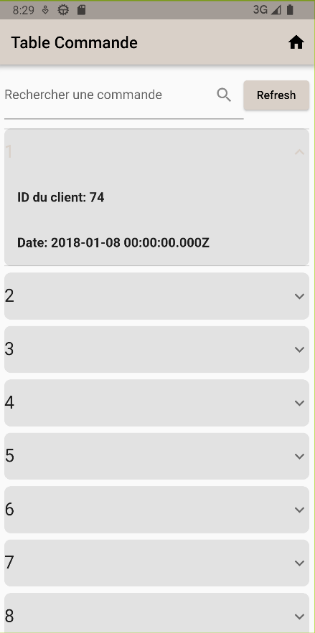 8:29 3G
Table Commande
Rechercher une commande Refresh
1
ID du client: 74
Date: 2018-01-08 00:00:00.000Z
2
3
4
5
6
7
8